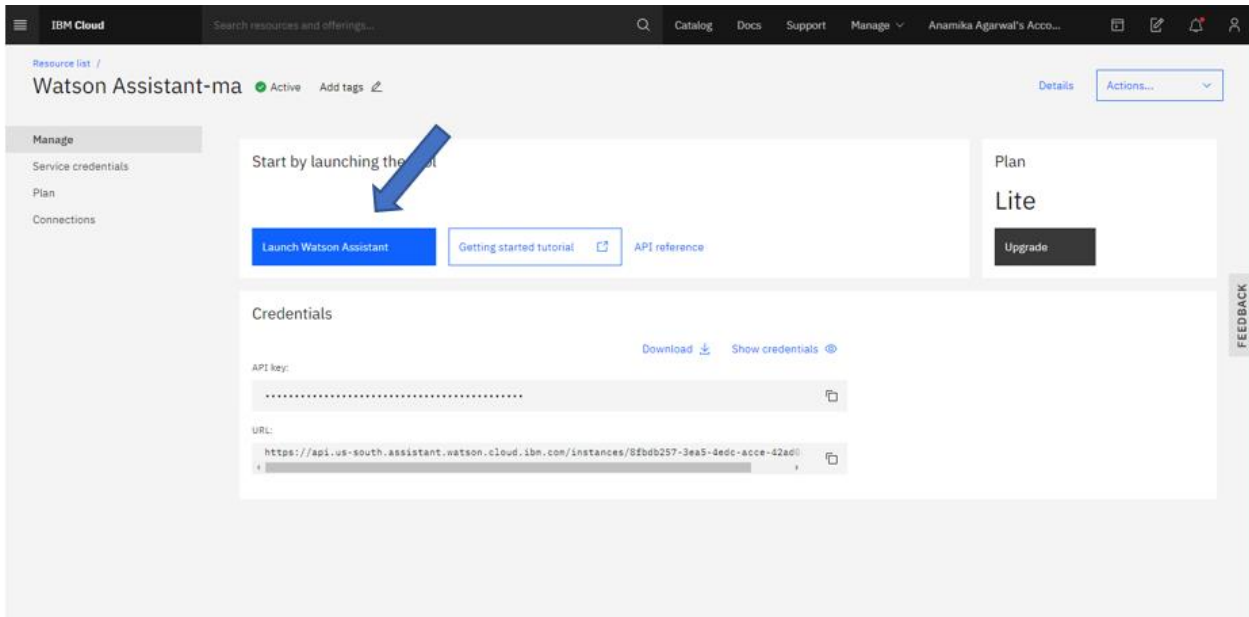 IBM Cloud
Search resources and offerings...
Catalog
Docs
Support
Manage
Anamika Agarwal's Acco...
Resource list /
Watson Assistant-ma
Active
Add tags
Details
Actions...
Manage
Service credentials
Plan
Connections
Start by launching the
Launch Watson Assistant
Getting started tutorial
API reference
Plan
Lite
Upgrade
FEEDBACK
Credentials
Download
Show credentials
API key:
URL:
https://api.us-south.assistant.watson.cloud.ibm.com/instances/8fbdb257-3ea5-4edc-acce-42ad